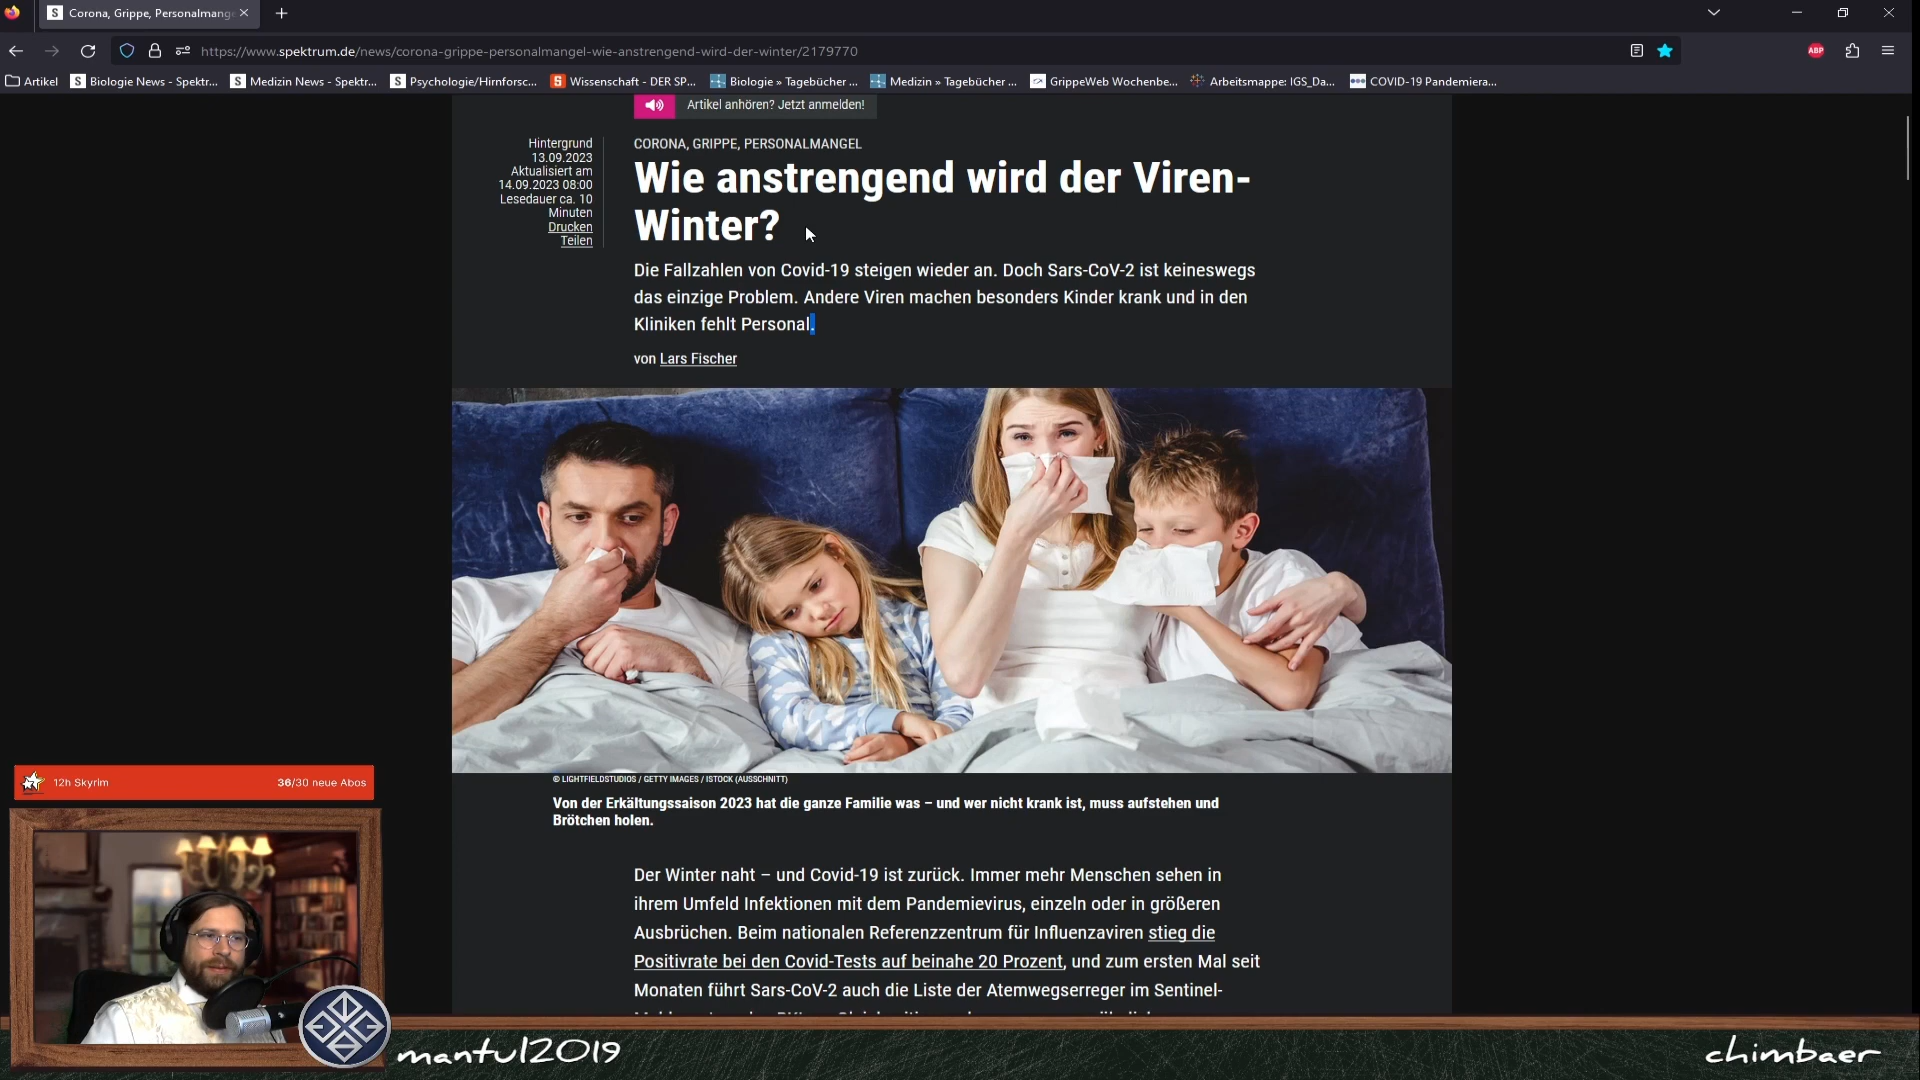 Corona, Grippe, Personalmang
https://www.spektrum.de/news/corona-grippe-personalmangel-wie-anstrengend-wird-der-winter/2179770
ABP
Artikel
Biologie News - Spektr...
Medizin News - Spektr...
Psychologie/Hirnforsc...
Wissenschaft - DER SP...
Biologie » Tagebücher ...
Medizin » Tagebücher ...
GrippeWeb Wochenbe...
Arbeitsmappe: IGS_Da...
COVID-19 Pandemiera...
Artikel anhören? Jetzt anmelden!
Hintergrund
13.09.2023
Aktualisiert am
14.09.2023 08:00
Lesedauer ca. 10
Minuten
Drucken
Teilen
CORONA, GRIPPE, PERSONALMANGEL
Wie anstrengend wird der Viren-
Winter?
Die Fallzahlen von Covid-19 steigen wieder an. Doch Sars-CoV-2 ist keineswegs
das einzige Problem. Andere Viren machen besonders Kinder krank und in den
Kliniken fehlt Personal.
von Lars Fischer
© LIGHTFIELDSTUDIOS / GETTY IMAGES / ISTOCK (AUSSCHNITT)
Von der Erkältungssaison 2023 hat die ganze Familie was – und wer nicht krank ist, muss aufstehen und
Brötchen holen.
Der Winter naht – und Covid-19 ist zurück. Immer mehr Menschen sehen in
ihrem Umfeld Infektionen mit dem Pandemievirus, einzeln oder in größeren
Ausbrüchen. Beim nationalen Referenzzentrum für Influenzaviren stieg die
Positivrate bei den Covid-Tests auf beinahe 20 Prozent, und zum ersten Mal seit
Monaten führt Sars-CoV-2 auch die Liste der Atemwegserreger im Sentinel-
12h Skyrim
36/30 neue Abos
mantul2019
chimbaer